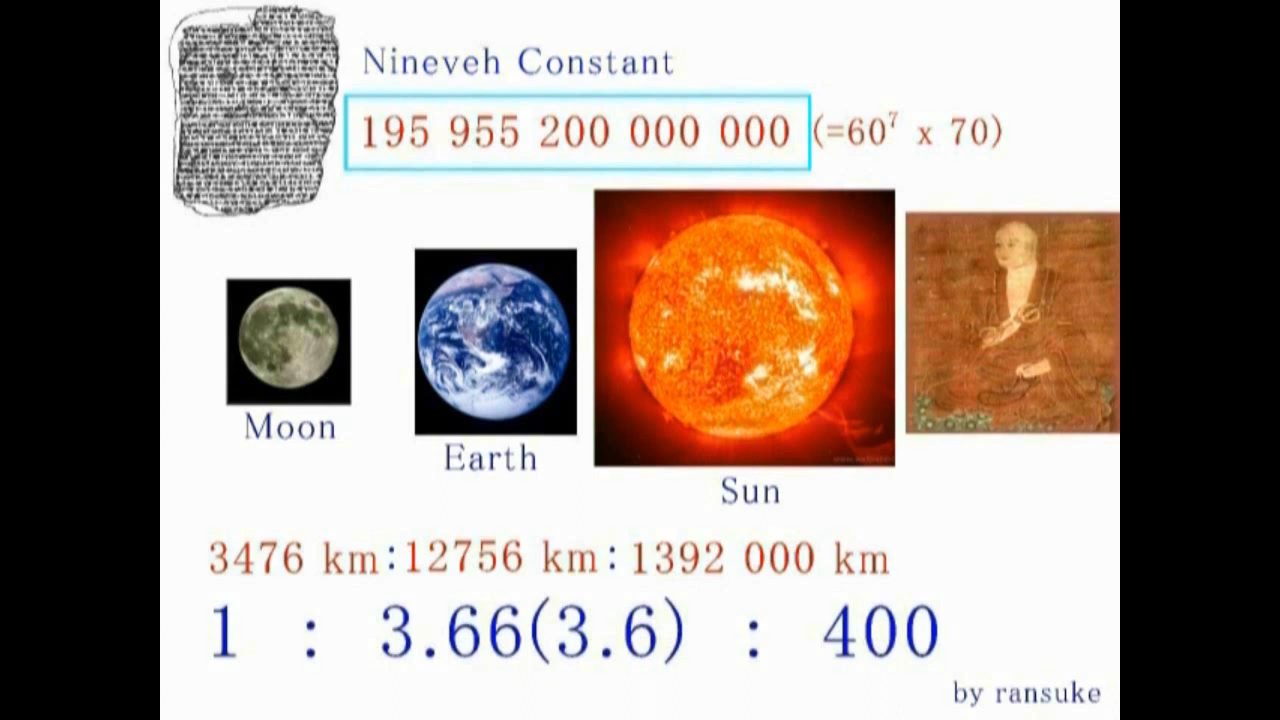 Nineveh Constant
195 955 200 000 000 (=60⁷ x 70)
Moon
Earth
Sun
3476 km:12756 km:1392 000 km
1 : 3.66(3.6) : 400
by ransuke